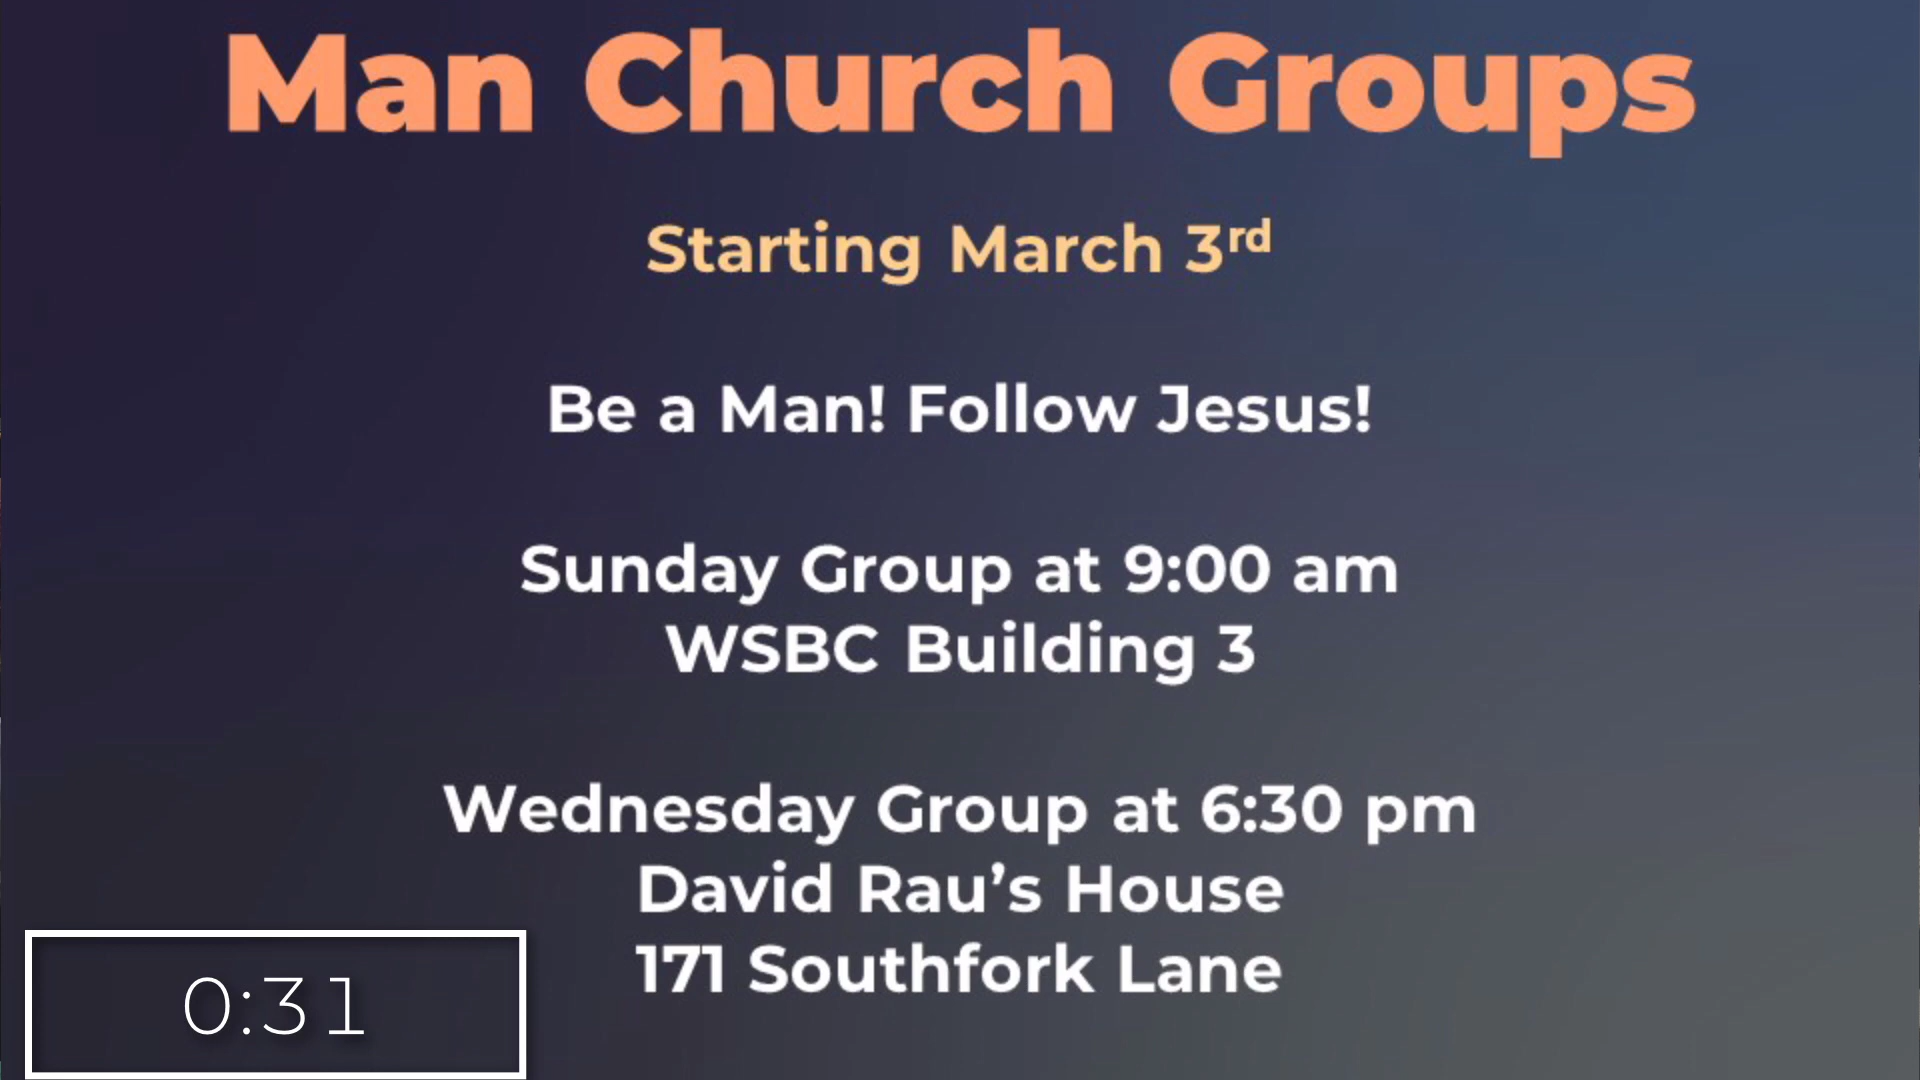 Man Church Groups
Starting March 3rd
Be a Man! Follow Jesus!
Sunday Group at 9:00 am
WSBC Building 3
Wednesday Group at 6:30 pm
David Rau’s House
171 Southfork Lane
0:31